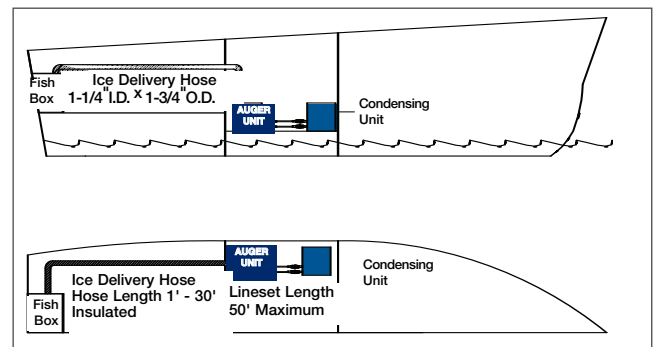 Fish
Box
Ice Delivery Hose
1-1/4"I.D. X 1-3/4"O.D.
AUGER
UNIT
Condensing
Unit
AUGER
UNIT
Ice Delivery Hose
Hose Length 1' - 30'
Insulated
Lineset Length
50' Maximum
Condensing
Unit
Fish
Box